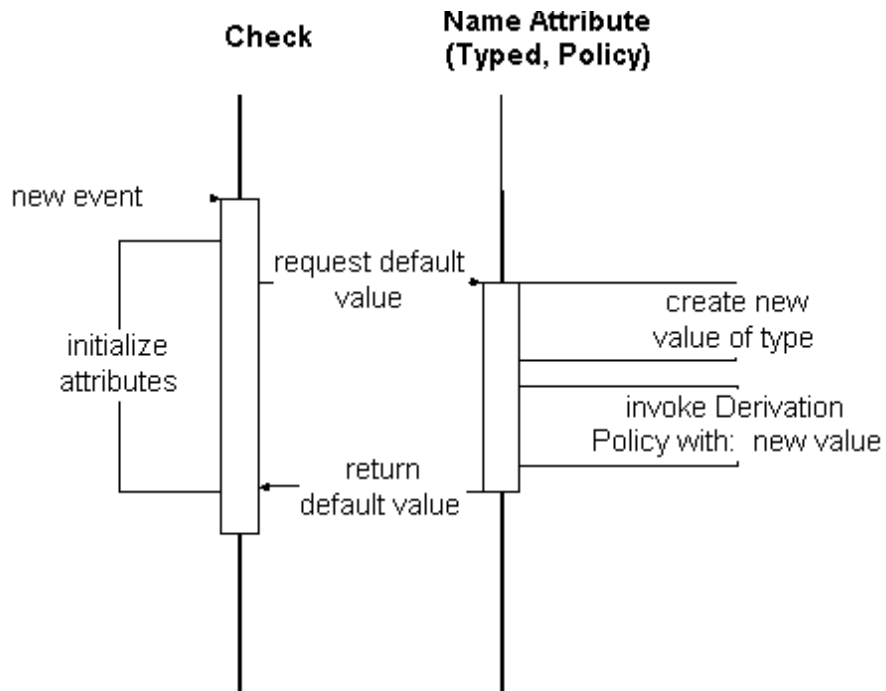 Check
Name Attribute
(Typed, Policy)
new event
request default
value
create new
value of type
initialize
attributes
invoke Derivation
Policy with: new value
return
default value